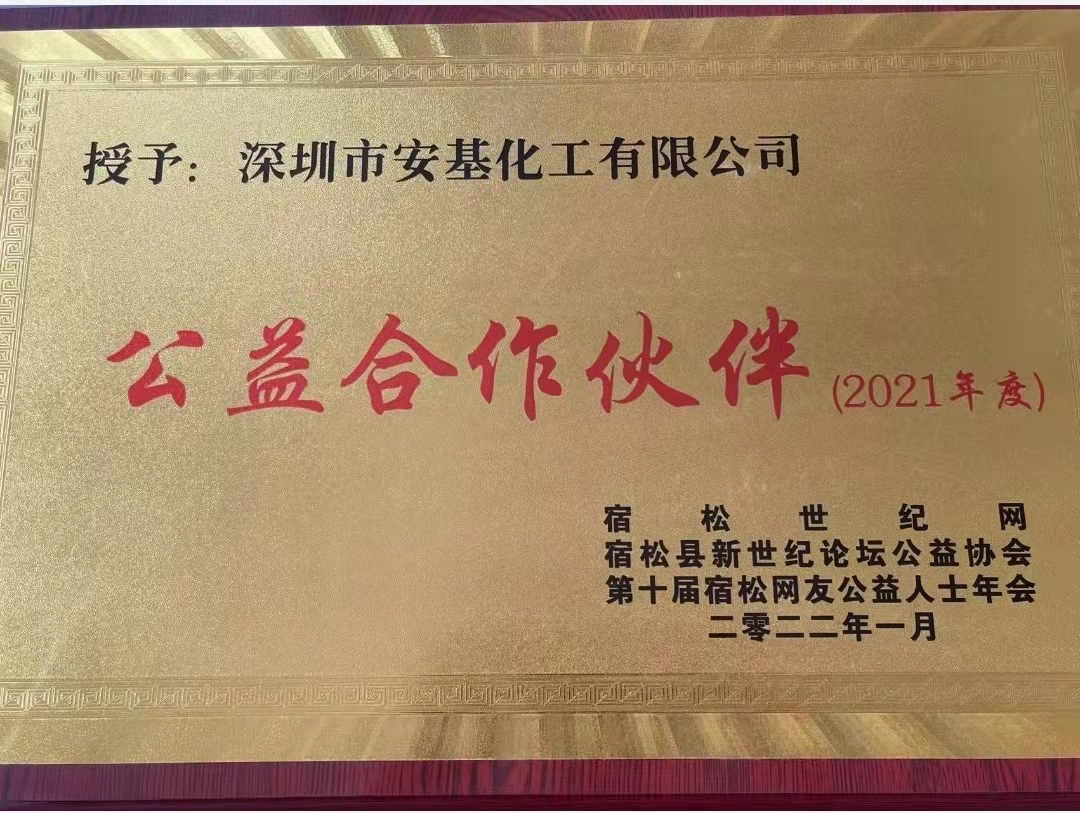 授予：深圳市安基化工有限公司
公益合作伙伴(2021年度)
宿松世纪网
宿松县新世纪论坛公益协会
第十届宿松网友公益人士年会
二零二二年一月